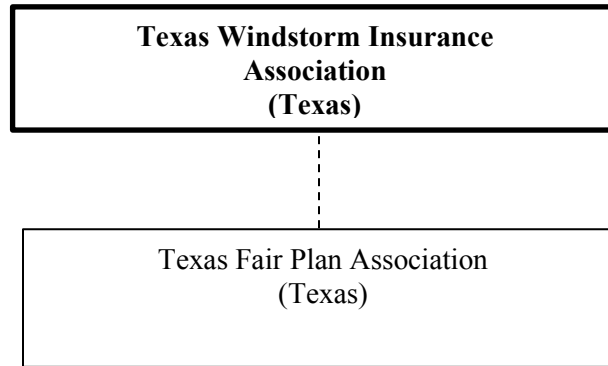 Texas Windstorm Insurance
Association
(Texas)
Texas Fair Plan Association
(Texas)